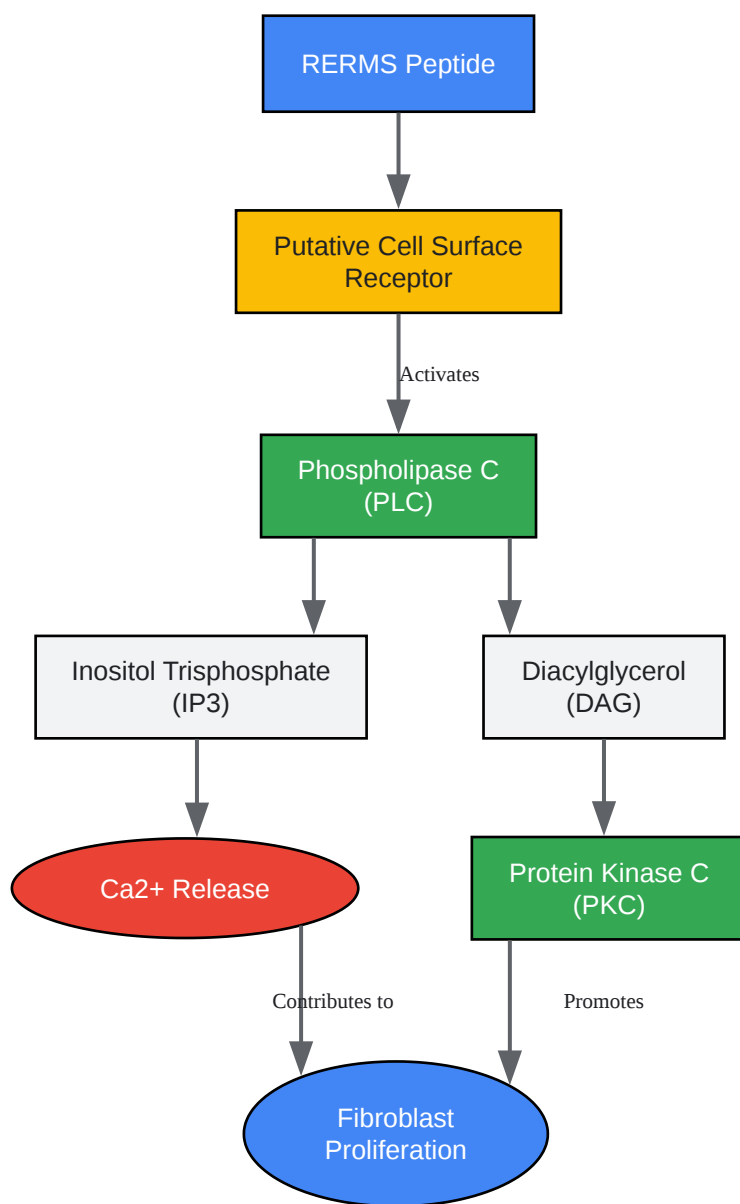 RERMS Peptide
Putative Cell Surface
Receptor
Activates
Phospholipase C
(PLC)
Inositol Trisphosphate
(IP3)
Diacylglycerol
(DAG)
Ca2+ Release
Protein Kinase C
(PKC)
Contributes to
Promotes
Fibroblast
Proliferation